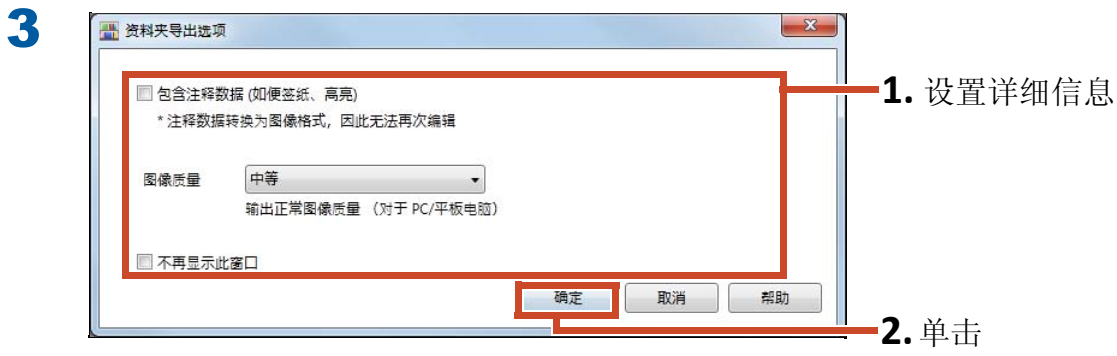 3
资料夹导出选项
包含注释数据 (如便签纸、高亮)
* 注释数据转换为图像格式，因此无法再次编辑
1. 设置详细信息
图像质量 中等
输出正常图像质量 （对于 PC/平板电脑）
不再显示此窗口
确定 取消 帮助
2. 单击